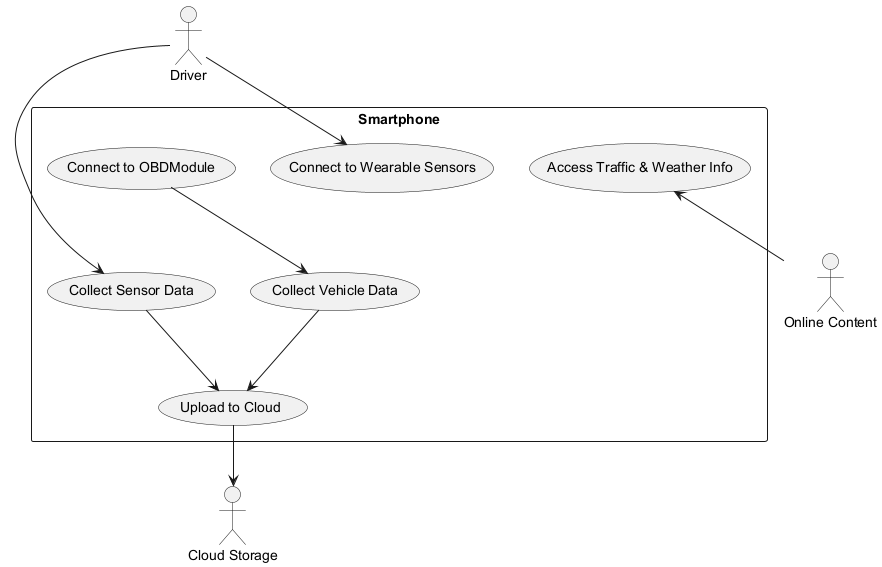 Driver
Smartphone
Connect to OBDModule
Connect to Wearable Sensors
Access Traffic & Weather Info
Collect Sensor Data
Collect Vehicle Data
Online Content
Upload to Cloud
Cloud Storage